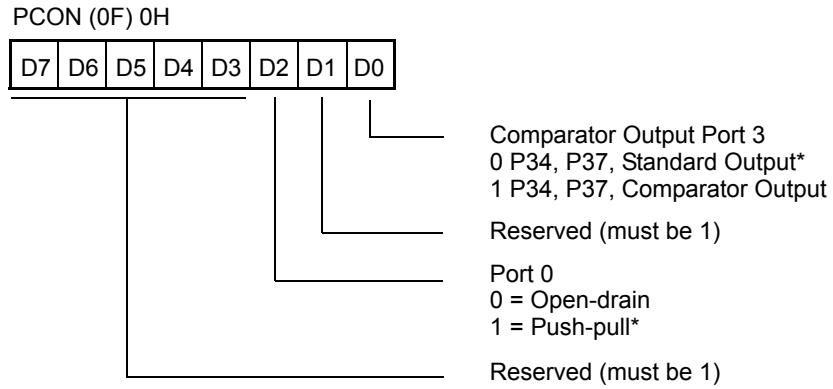 PCON (0F) 0H
D7 D6 D5 D4 D3 D2 D1 D0
Comparator Output Port 3
0 P34, P37, Standard Output*
1 P34, P37, Comparator Output
Reserved (must be 1)
Port 0
0 = Open-drain
1 = Push-pull*
Reserved (must be 1)